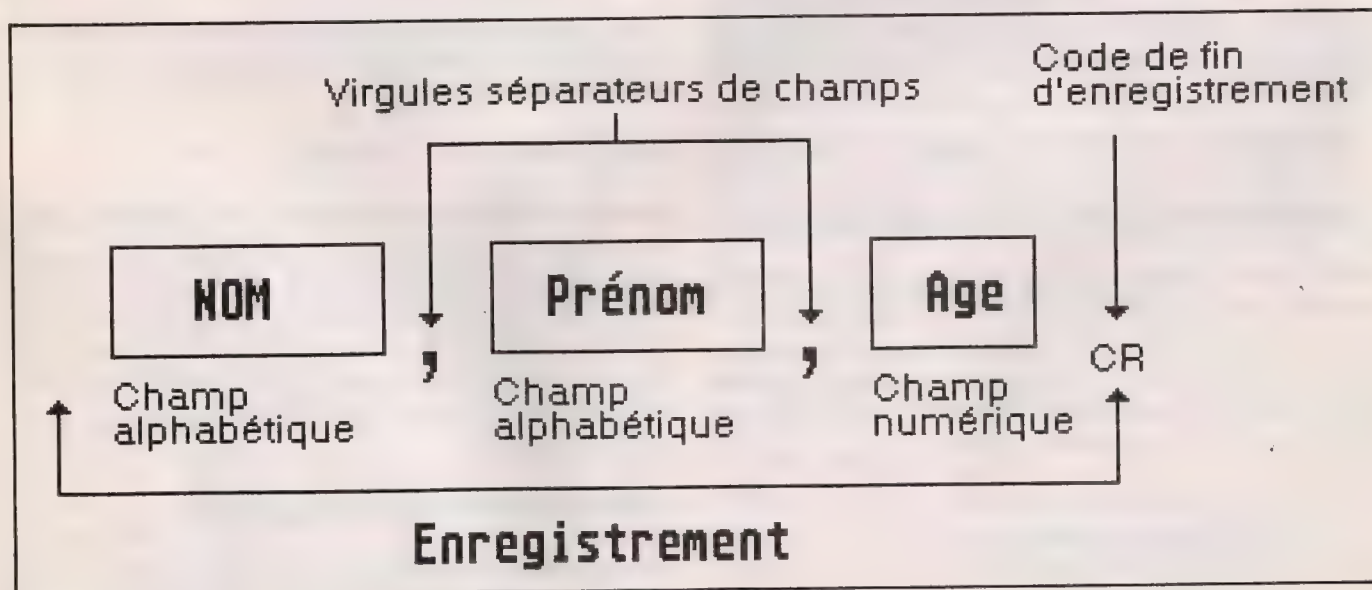 Code de fin
d'enregistrement
Virgules séparateurs de champs
NOM
,
Prénom
,
Age
CR
Champ
alphabétique
Champ
alphabétique
Champ
numérique
Enregistrement